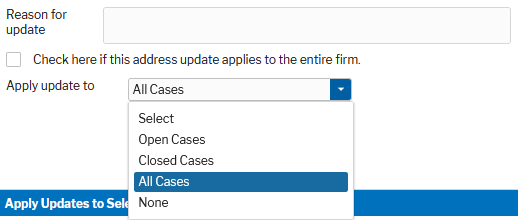 Reason for
update
Check here if this address update applies to the entire firm.
Apply update to
All Cases
Select
Open Cases
Closed Cases
All Cases
None
Apply Updates to